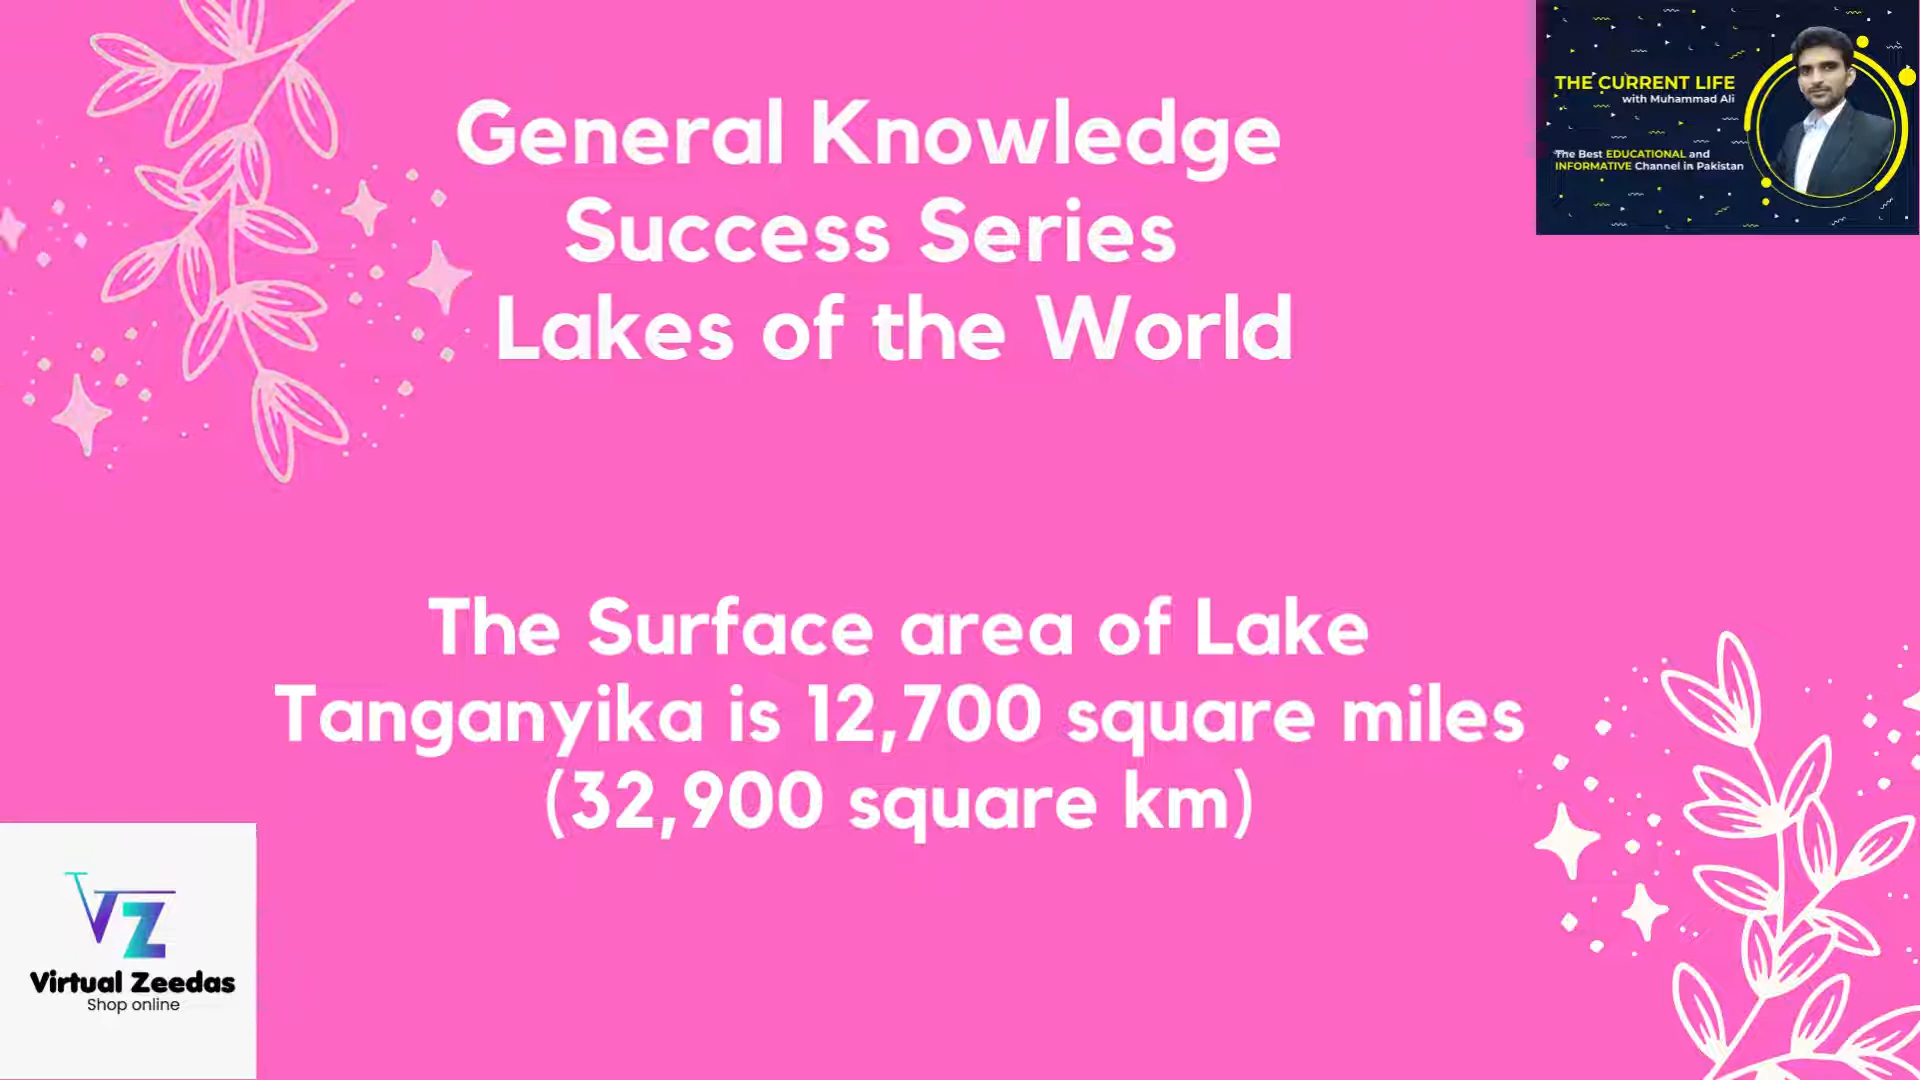 General Knowledge
Success Series
Lakes of the World
THE CURRENT LIFE
with Muhammad Ali
The Best EDUCATIONAL and
INFORMATIVE Channel in Pakistan
The Surface area of Lake
Tanganyika is 12,700 square miles
(32,900 square km)
VZ
Virtual Zeedas
Shop online